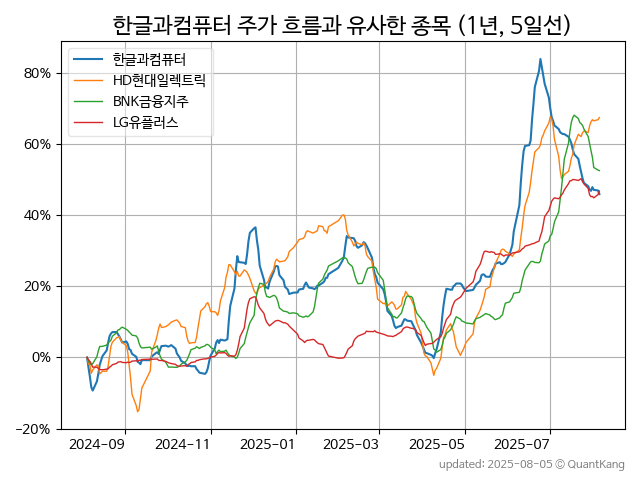 한글과컴퓨터 주가 흐름과 유사한 종목 (1년, 5일선)
한글과컴퓨터
HD현대일렉트릭
BNK금융지주
LG유플러스
80%
60%
40%
20%
0%
−20%
2024−09
2024−11
2025−01
2025−03
2025−05
2025−07
updated: 2025-08-05 © QuantKang